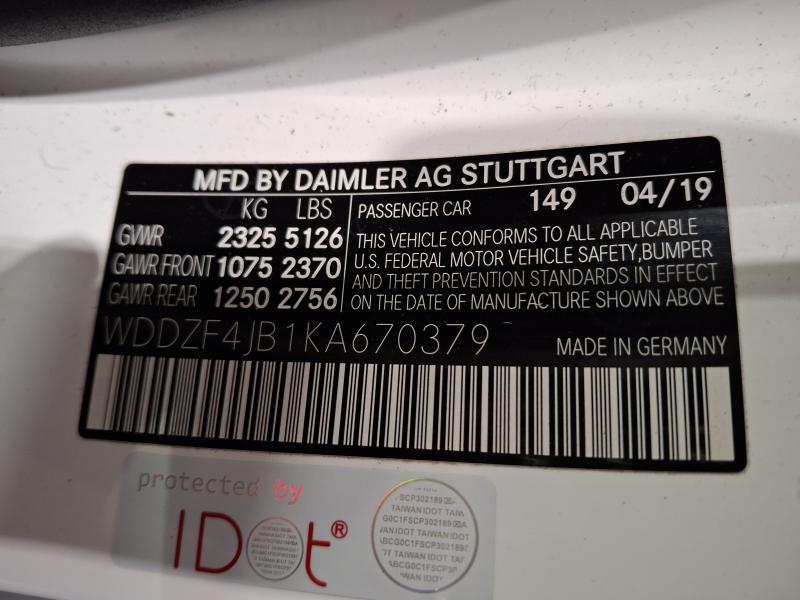 MFD BY DAIMLER AG STUTTGART
KG LBS
GVWR 2325 5126
GAWR FRONT 1075 2370
GAWR REAR 1250 2756
PASSENGER CAR 149 04/19
THIS VEHICLE CONFORMS TO ALL APPLICABLE
U.S. FEDERAL MOTOR VEHICLE SAFETY,BUMPER
AND THEFT PREVENTION STANDARDS IN EFFECT
ON THE DATE OF MANUFACTURE SHOWN ABOVE
WDDZF4JB1KA670379 MADE IN GERMANY
protected by
IDot®
TAIWAN IDOT